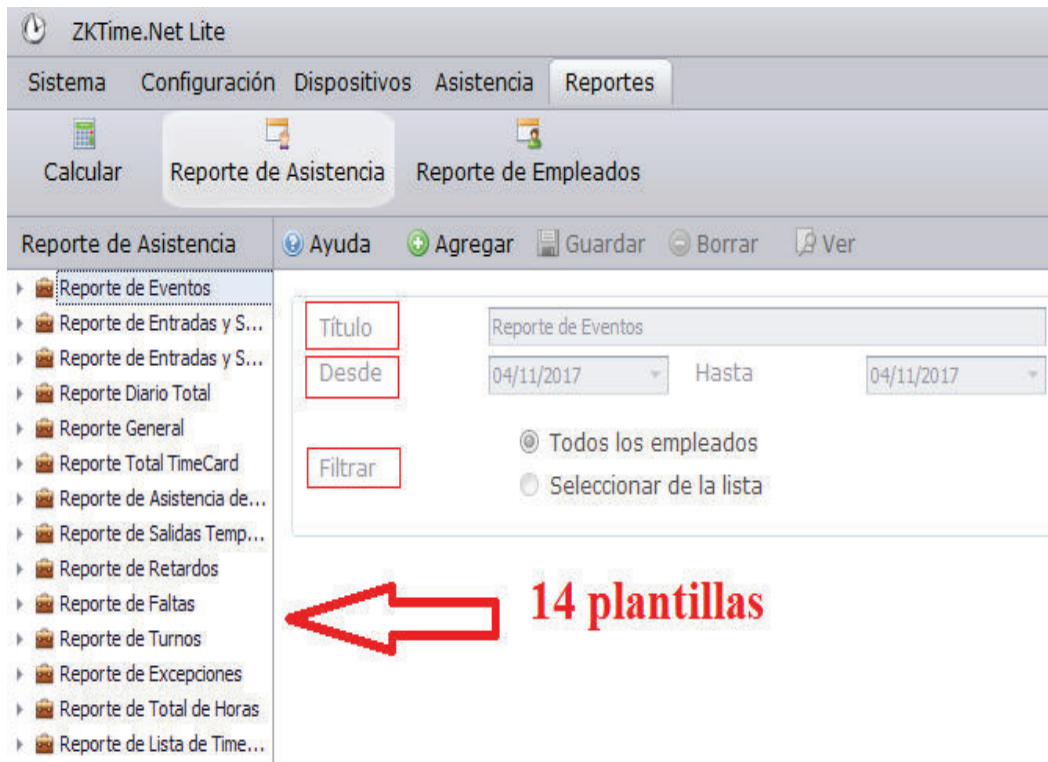 ZKTime.Net Lite
Sistema Configuración Dispositivos Asistencia Reportes
Calcular Reporte de Asistencia Reporte de Empleados
Reporte de Asistencia Ayuda Agregar Guardar Borrar Ver
Reporte de Eventos
Reporte de Entradas y S...
Reporte de Entradas y S...
Reporte Diario Total
Reporte General
Reporte Total TimeCard
Reporte de Asistencia de...
Reporte de Salidas Temp...
Reporte de Retardos
Reporte de Faltas
Reporte de Turnos
Reporte de Excepciones
Reporte de Total de Horas
Reporte de Lista de Time...
Título Reporte de Eventos
Desde 04/11/2017 Hasta 04/11/2017
Filtrar
Todos los empleados
Seleccionar de la lista
14 plantillas